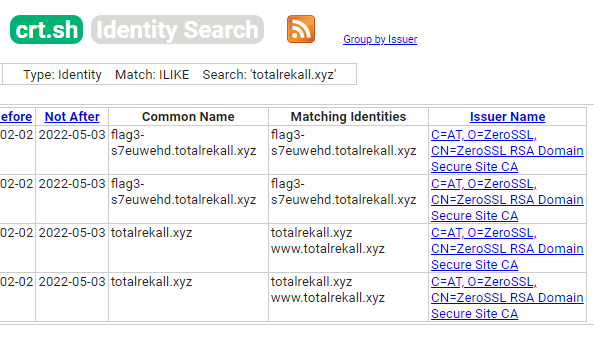 crt.sh Identity Search Group by Issuer
Type: Identity Match: ILIKE Search: 'totalrekall.xyz'
efore Not After Common Name Matching Identities Issuer Name
02-02 2022-05-03 flag3- flag3- C=AT, O=ZeroSSL,
s7euwehd.totalrekall.xyz s7euwehd.totalrekall.xyz CN=ZeroSSL RSA Domain
Secure Site CA
02-02 2022-05-03 flag3- flag3- C=AT, O=ZeroSSL,
s7euwehd.totalrekall.xyz s7euwehd.totalrekall.xyz CN=ZeroSSL RSA Domain
Secure Site CA
02-02 2022-05-03 totalrekall.xyz totalrekall.xyz C=AT, O=ZeroSSL,
www.totalrekall.xyz CN=ZeroSSL RSA Domain
Secure Site CA
02-02 2022-05-03 totalrekall.xyz totalrekall.xyz C=AT, O=ZeroSSL,
www.totalrekall.xyz CN=ZeroSSL RSA Domain
Secure Site CA